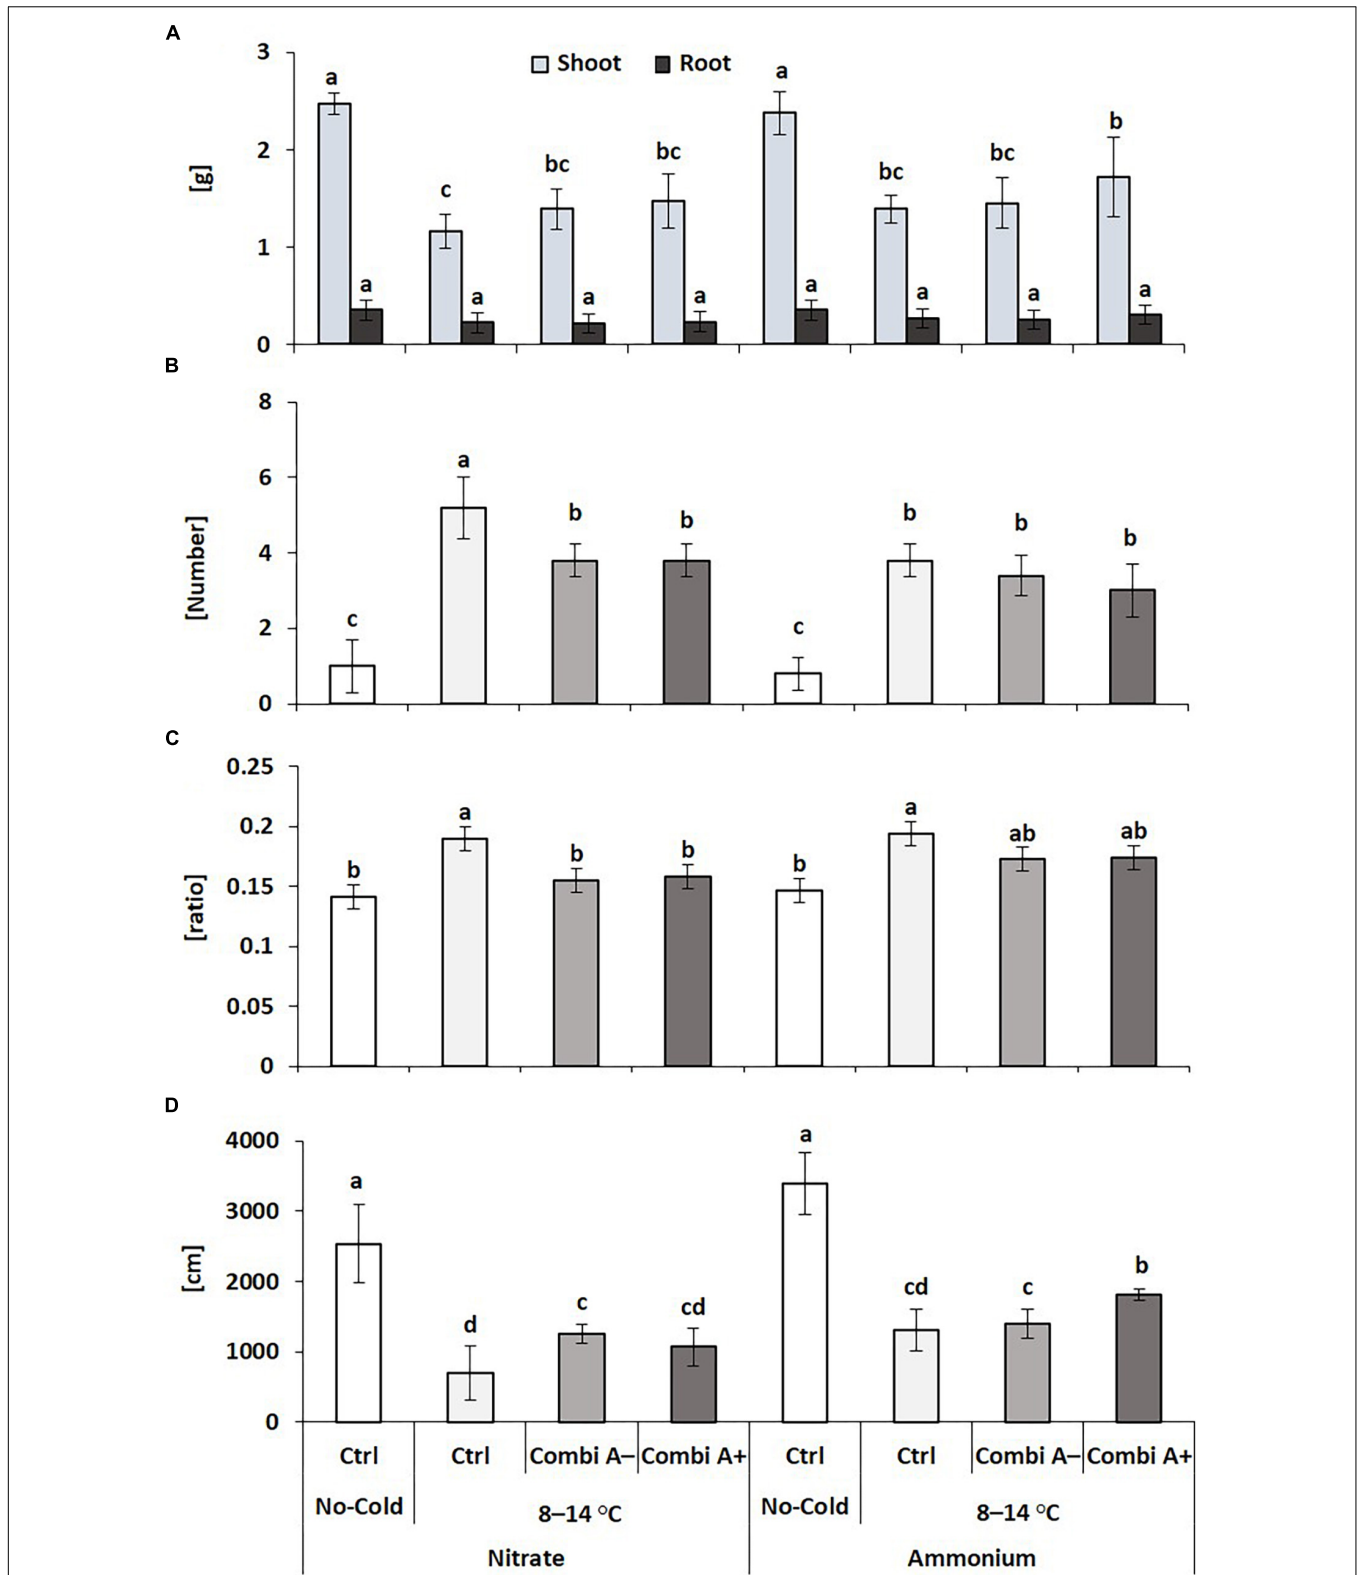 A
3
Shoot Root
a
a
2
b
bc
bc
bc
bc
[g]
c
1
a
a
a
a
a
a
a
a
0
B
8
6
a
b
b
b
b
b
[Number]
4
c
c
2
0
C
0.25
0.2
a
a
ab
ab
b
b
b
b
0.15
[ratio]
0.1
0.05
0
D
4000
a
a
3000
[cm]
2000
b
c
cd
cd
c
d
1000
0
Ctrl Ctrl Combi A– Combi A+ Ctrl Ctrl Combi A– Combi A+
No-Cold 8–14 °C No-Cold 8–14 °C
Nitrate Ammonium